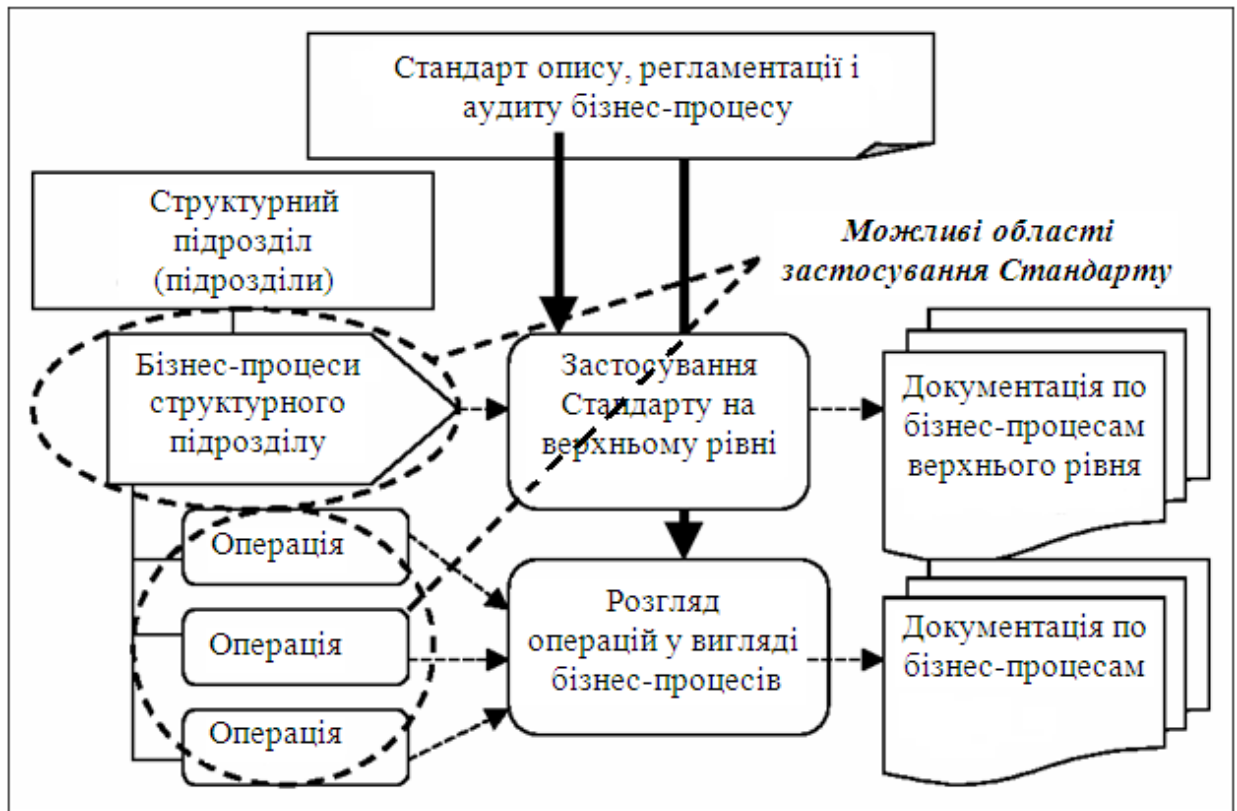 Стандарт опису, регламентації і
аудиту бізнес-процесу
Структурний
підрозділ
(підрозділи)
Можливі області
застосування Стандарту
Бізнес-процеси
структурного
підрозділу
Застосування
Стандарту на
верхньому рівні
Документація по
бізнес-процесам
верхнього рівня
Операція
Операція
Операція
Розгляд
операцій у вигляді
бізнес-процесів
Документація по
бізнес-процесам